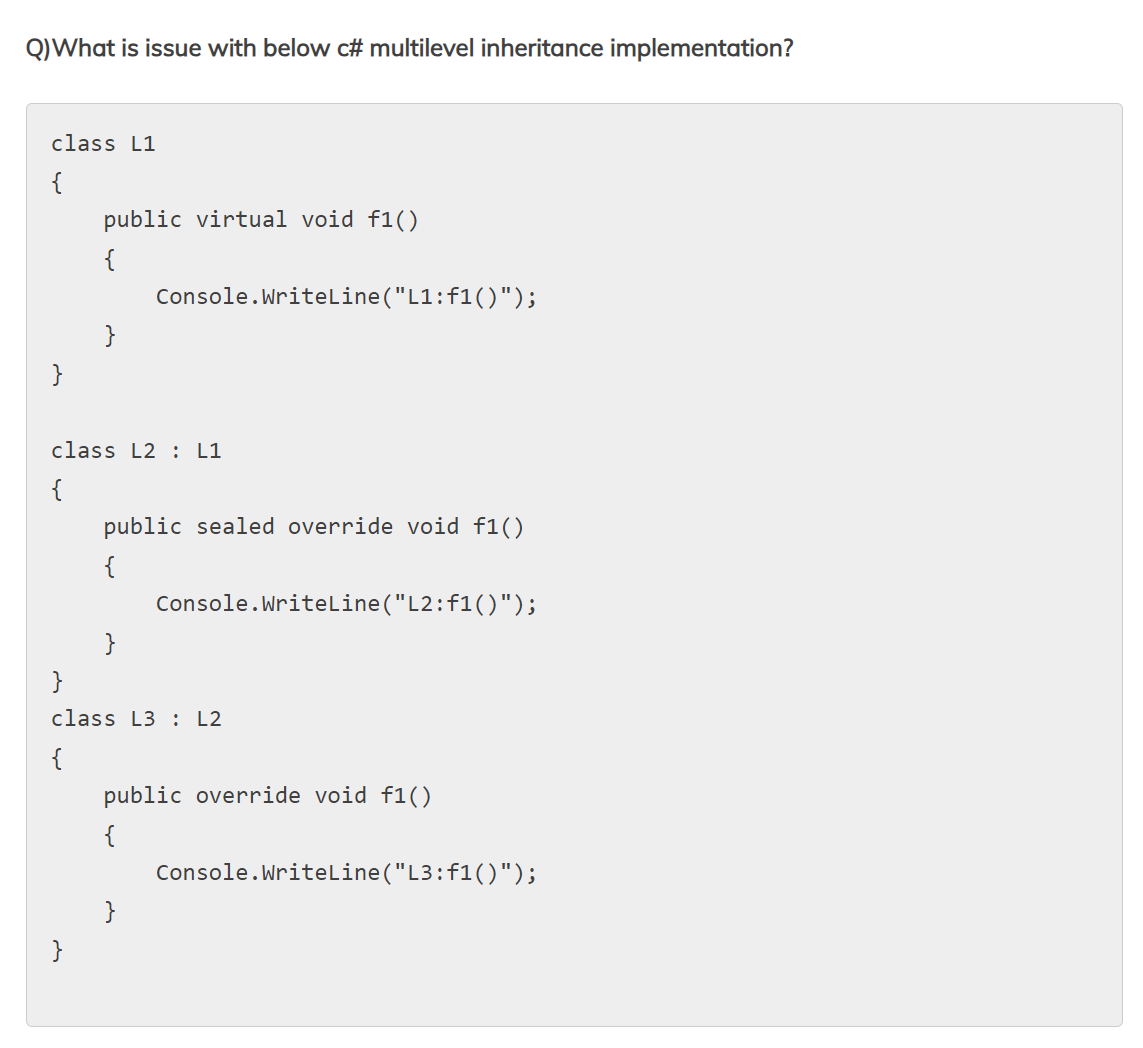 Q)What is issue with below c# multilevel inheritance implementation?
class L1
{
    public virtual void f1()
    {
        Console.WriteLine("L1:f1()");
    }
}
class L2 : L1
{
    public sealed override void f1()
    {
        Console.WriteLine("L2:f1()");
    }
}
class L3 : L2
{
    public override void f1()
    {
        Console.WriteLine("L3:f1()");
    }
}